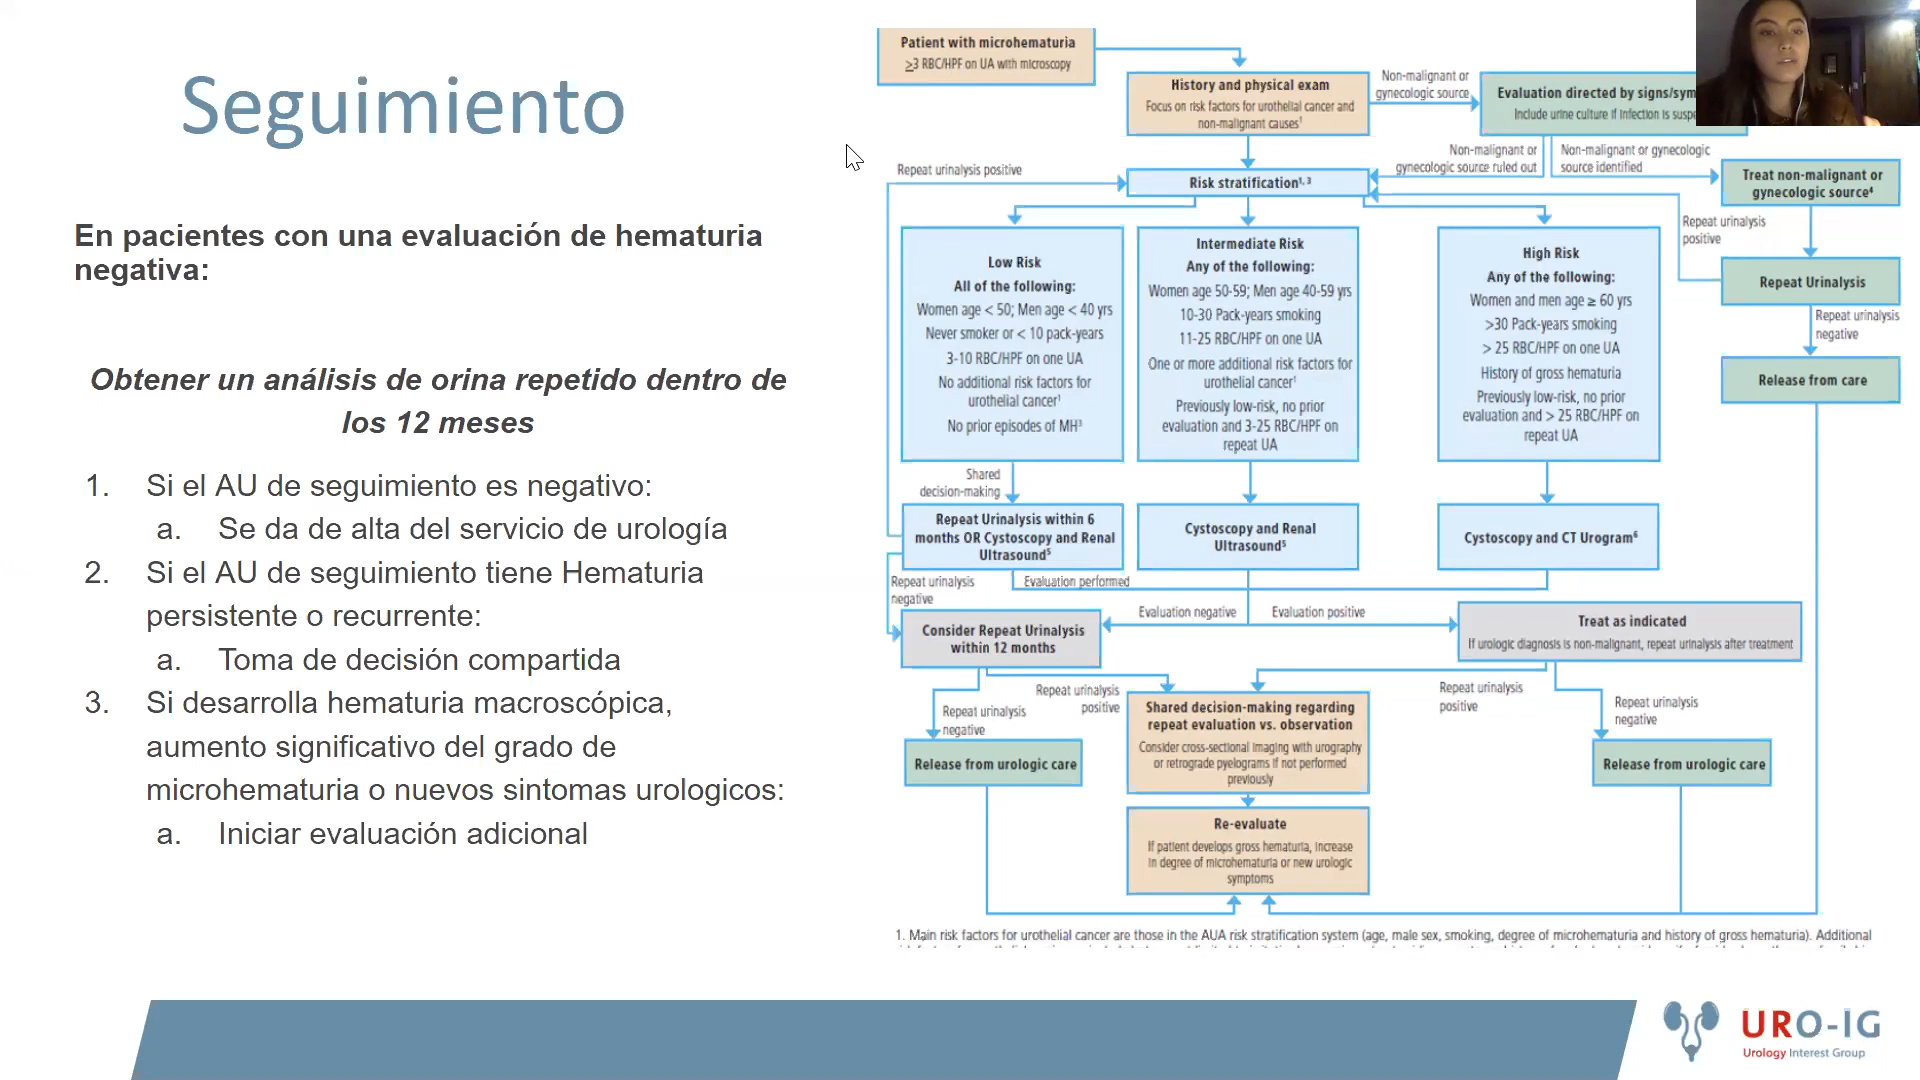 Seguimiento
En pacientes con una evaluación de hematuria
negativa:
Obtener un análisis de orina repetido dentro de
los 12 meses
1. Si el AU de seguimiento es negativo:
a. Se da de alta del servicio de urología
2. Si el AU de seguimiento tiene Hematuria
persistente o recurrente:
a. Toma de decisión compartida
3. Si desarrolla hematuria macroscópica,
aumento significativo del grado de
microhematuria o nuevos sintomas urologicos:
a. Iniciar evaluación adicional
Patient with microhematuria
≥3 RBC/HPF on UA with microscopy
History and physical exam
Focus on risk factors for urothelial cancer and
non-malignant causes¹
Non-malignant or
gynecologic source
Evaluation directed by signs/sym
Include urine culture if infection is susp
Non-malignant or
gynecologic source ruled out
Non-malignant or gynecologic
source identified
Treat non-malignant or
gynecologic source⁴
Repeat urinalysis
positive
Repeat Urinalysis
Repeat urinalysis
negative
Release from care
Repeat urinalysis positive
Risk stratification¹˒ ³
Low Risk
All of the following:
Women age < 50; Men age < 40 yrs
Never smoker or < 10 pack-years
3-10 RBC/HPF on one UA
No additional risk factors for
urothelial cancer¹
No prior episodes of MH³
Intermediate Risk
Any of the following:
Women age 50-59; Men age 40-59 yrs
10-30 Pack-years smoking
11-25 RBC/HPF on one UA
One or more additional risk factors for
urothelial cancer¹
Previously low-risk, no prior
evaluation and 3-25 RBC/HPF on
repeat UA
High Risk
Any of the following:
Women and men age ≥ 60 yrs
>30 Pack-years smoking
> 25 RBC/HPF on one UA
History of gross hematuria
Previously low-risk, no prior
evaluation and > 25 RBC/HPF on
repeat UA
Shared
decision-making
Repeat Urinalysis within 6
months OR Cystoscopy and Renal
Ultrasound⁵
Cystoscopy and Renal
Ultrasound⁵
Cystoscopy and CT Urogram⁶
Repeat urinalysis
negative
Evaluation performed
Evaluation negative
Evaluation positive
Consider Repeat Urinalysis
within 12 months
Treat as indicated
If urologic diagnosis is non-malignant, repeat urinalysis after treatment
Repeat urinalysis
negative
Repeat urinalysis
positive
Shared decision-making regarding
repeat evaluation vs. observation
Consider cross-sectional imaging with urography
or retrograde pyelograms if not performed
previously
Repeat urinalysis
positive
Repeat urinalysis
negative
Release from urologic care
Release from urologic care
Re-evaluate
If patient develops gross hematuria, increase
in degree of microhematuria or new urologic
symptoms
1. Main risk factors for urothelial cancer are those in the AUA risk stratification system (age, male sex, smoking, degree of microhematuria and history of gross hematuria). Additional
URO-IG
Urology Interest Group